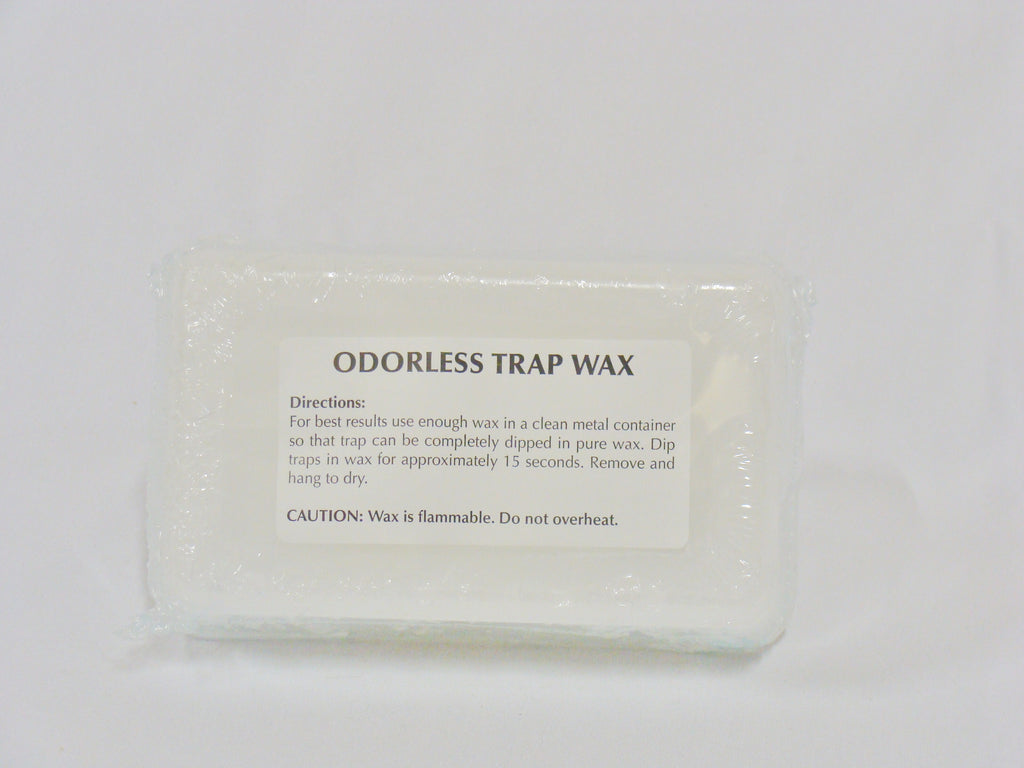 ODORLESS TRAP WAX
Directions:
For best results use enough wax in a clean metal container
so that trap can be completely dipped in pure wax. Dip
traps in wax for approximately 15 seconds. Remove and
hang to dry.
CAUTION: Wax is flammable. Do not overheat.